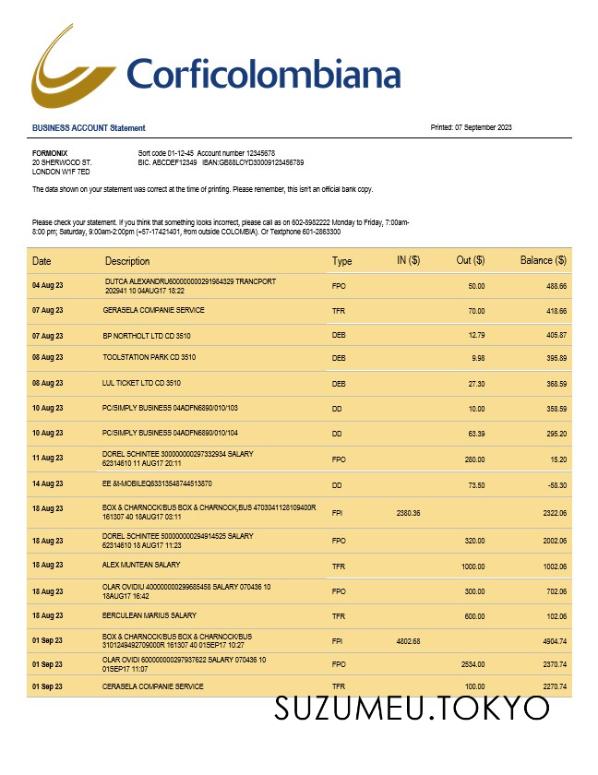 Corficolombiana
BUSINESS ACCOUNT Statement
Printed: 07 September 2023
FORMONIX
Sort code 01-12-45 Account number 12345678
20 SHERWOOD ST.
BIC. ABCDEF12349 IBAN:GB88LOYD30009123456789
LONDON W1F 7ED
The data shown on your statement was correct at the time of printing. Please remember, this isn't an official bank copy.
Please check your statement. If you think that something looks incorrect, please call as on 602-8982222 Monday to Friday, 7:00am-
8:00 pm; Saturday, 9:00am-2:00pm (+57-17421401, from outside COLOMBIA). Or Textphone 601-2863300
Date Description Type IN ($) Out ($) Balance ($)
04 Aug 23 DUTCA ALEXANDRU600000000291984329 TRANCPORT FPO 50.00 488.66
202941 10 04AUG17 18:22
07 Aug 23 GERASELA COMPANIE SERVICE TFR 70.00 418.66
07 Aug 23 BP NORTHOLT LTD CD 3510 DEB 12.79 405.87
08 Aug 23 TOOLSTATION PARK CD 3510 DEB 9.98 395.89
08 Aug 23 LUL TICKET LTD CD 3510 DEB 27.30 368.59
10 Aug 23 PC/SIMPLY BUSINESS 04ADFN6890/010/103 DD 10.00 358.59
10 Aug 23 PC/SIMPLY BUSINESS 04ADFN6890/010/104 DD 63.39 295.20
11 Aug 23 DOREL SCHINTEE 300000000297332934 SALARY FPO 280.00 15.20
62314610 11 AUG17 20:11
14 Aug 23 EE &t-MOBILEQ63313548744513870 DD 73.50 -58.30
18 Aug 23 BOX & CHARNOCK/BUS BOX & CHARNOCK,BUS 4703041128109400R FPI 2380.36 2322.06
161307 40 18AUG17 03:11
18 Aug 23 DOREL SCHINTEE 500000000294914525 SALARY FPO 320.00 2002.06
62314610 18 AUG17 11:23
18 Aug 23 ALEX MUNTEAN SALARY TFR 1000.00 1002.06
18 Aug 23 OLAR OVIDIU 400000000299685458 SALARY 070436 10 FPO 300.00 702.06
18AUG17 16:42
18 Aug 23 BERCULEAN MARIUS SALARY TFR 600.00 102.06
01 Sep 23 BOX & CHARNOCK/BUS BOX & CHARNOCK/BUS FPI 4802.68 4904.74
3101249492709000R 161307 40 01SEP17 10:27
01 Sep 23 OLAR OVIDI 600000000297937622 SALARY 070436 10 FPO 2534.00 2370.74
01SEP17 11:07
01 Sep 23 CERASELA COMPANIE SERVICE TFR 100.00 2270.74
SUZUMEU.TOKYO